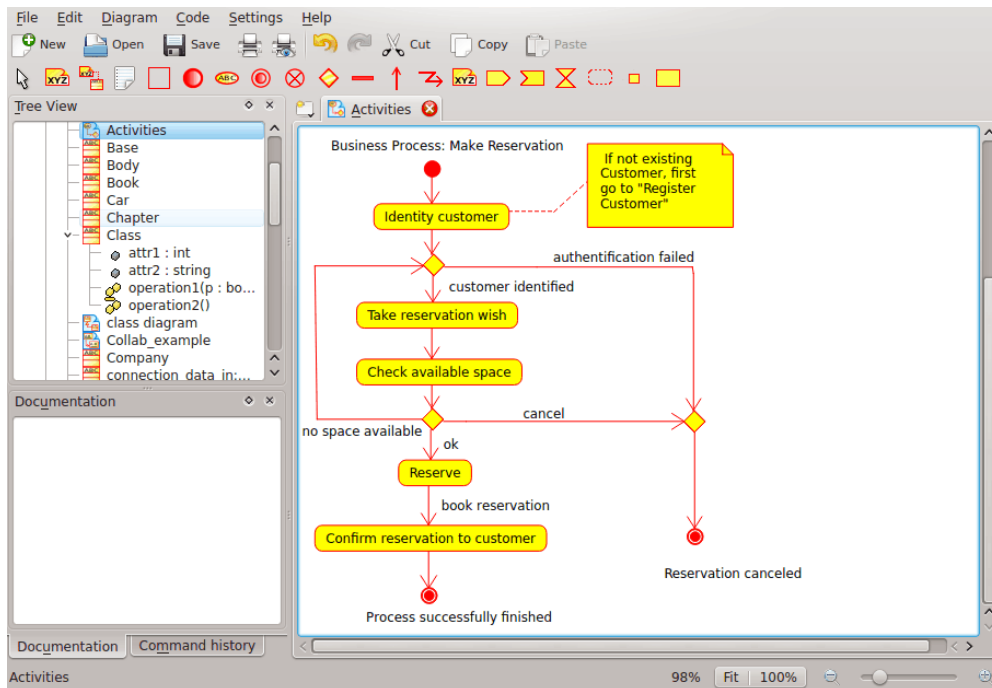 File Edit Diagram Code Settings Help
New Open Save Cut Copy Paste
XYZ ABC XYZ
Tree View
Activities
Base
Body
Book
Car
Chapter
Class
attr1 : int
attr2 : string
operation1(p : bo...
operation2()
class diagram
Collab_example
Company
connection_data_in:...
Documentation
Documentation Command history
Activities
Activities
Business Process: Make Reservation
If not existing
Customer, first
go to "Register
Customer"
Identity customer
authentification failed
customer identified
Take reservation wish
Check available space
cancel
no space available
ok
Reserve
book reservation
Confirm reservation to customer
Reservation canceled
Process successfully finished
98% Fit 100%